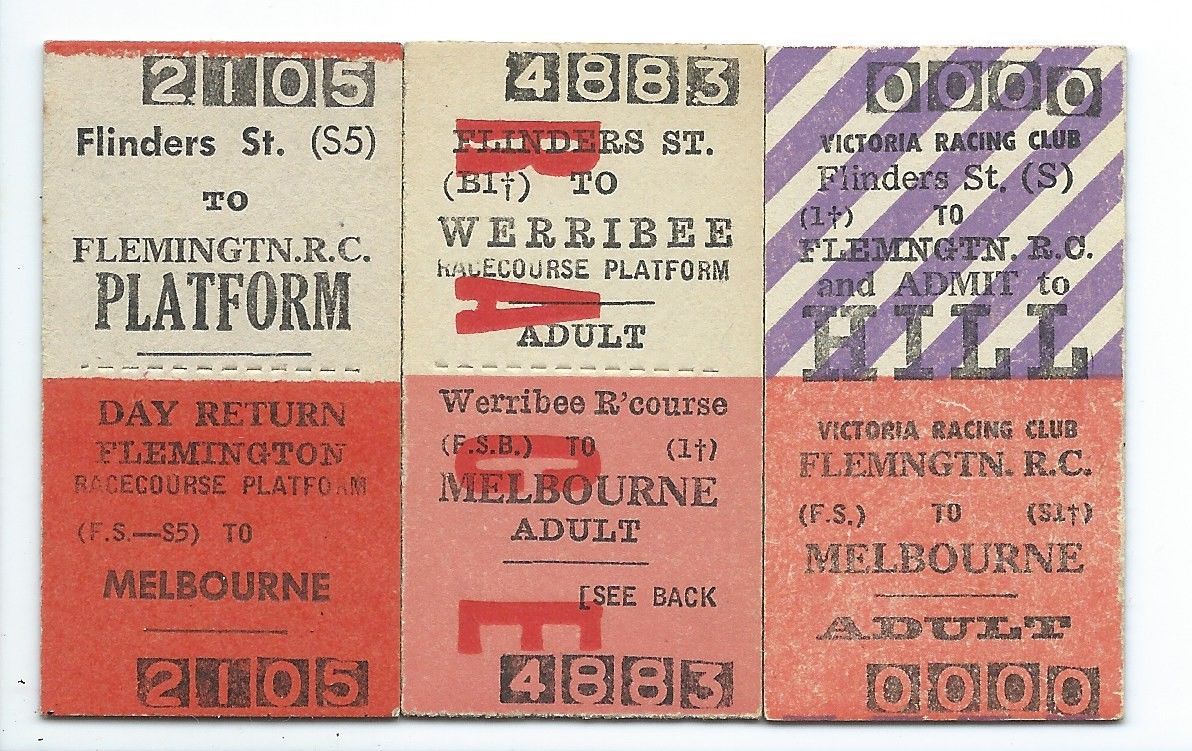 2105
Flinders St. (S5)
TO
FLEMINGTN.R.C.
PLATFORM
DAY RETURN
FLEMINGTON
RACECOURSE PLATFORM
(F.S.—S5) TO
MELBOURNE
2105
4883
FLINDERS ST.
(B1†) TO
WERRIBEE
RACECOURSE PLATFORM
ADULT
Werribee R'course
(F.S.B.) TO (1†)
MELBOURNE
ADULT
[SEE BACK
4883
RACE
0000
VICTORIA RACING CLUB
Flinders St. (S)
(1†) TO
FLEMNGTN. R.C.
and ADMIT to
HILL
VICTORIA RACING CLUB
FLEMNGTN. R.C.
(F.S.) TO (S1†)
MELBOURNE
ADULT
0000